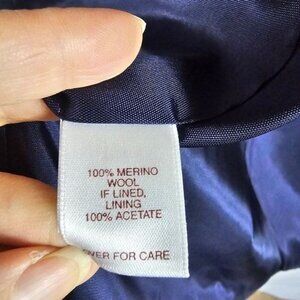 100% MERINO
WOOL
IF LINED,
LINING
100% ACETATE
FOR CARE